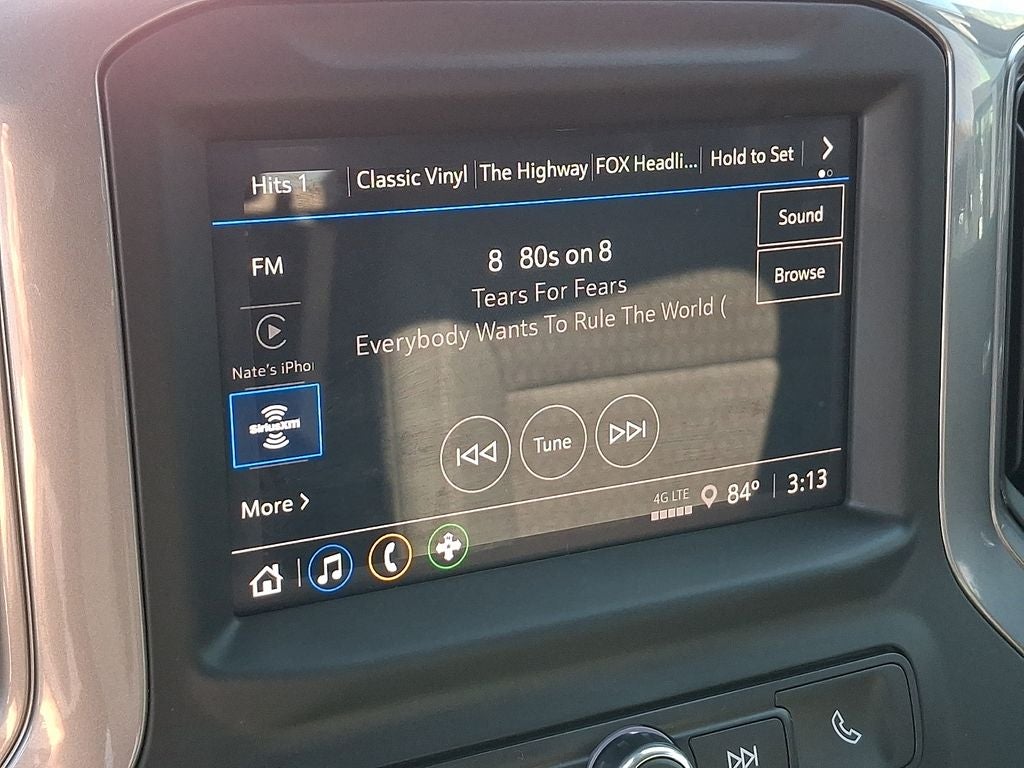 Hits 1 Classic Vinyl The Highway FOX Headli... Hold to Set
Sound
FM
8 80s on 8
Browse
Tears For Fears
Everybody Wants To Rule The World (
Nate's iPho
SiriusXM
Tune
More
4G LTE 84° 3:13